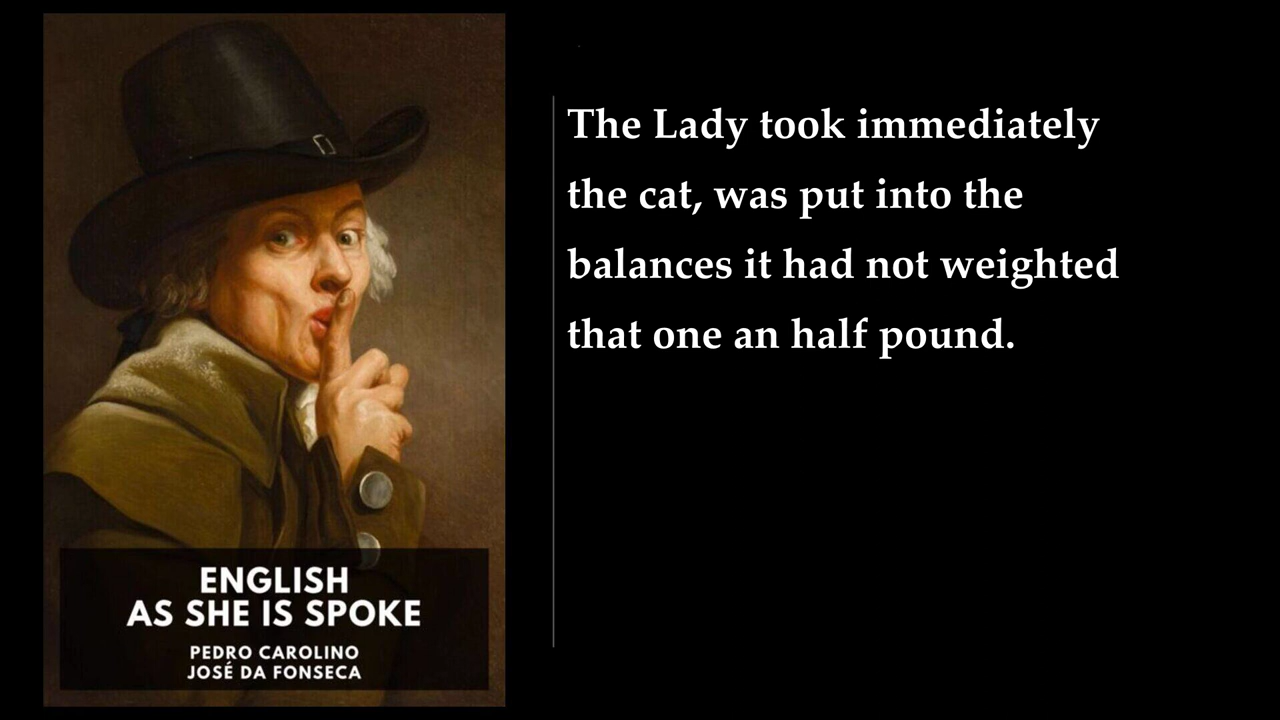 ENGLISH
AS SHE IS SPOKE
PEDRO CAROLINO
JOSÉ DA FONSECA
The Lady took immediately
the cat, was put into the
balances it had not weighted
that one an half pound.